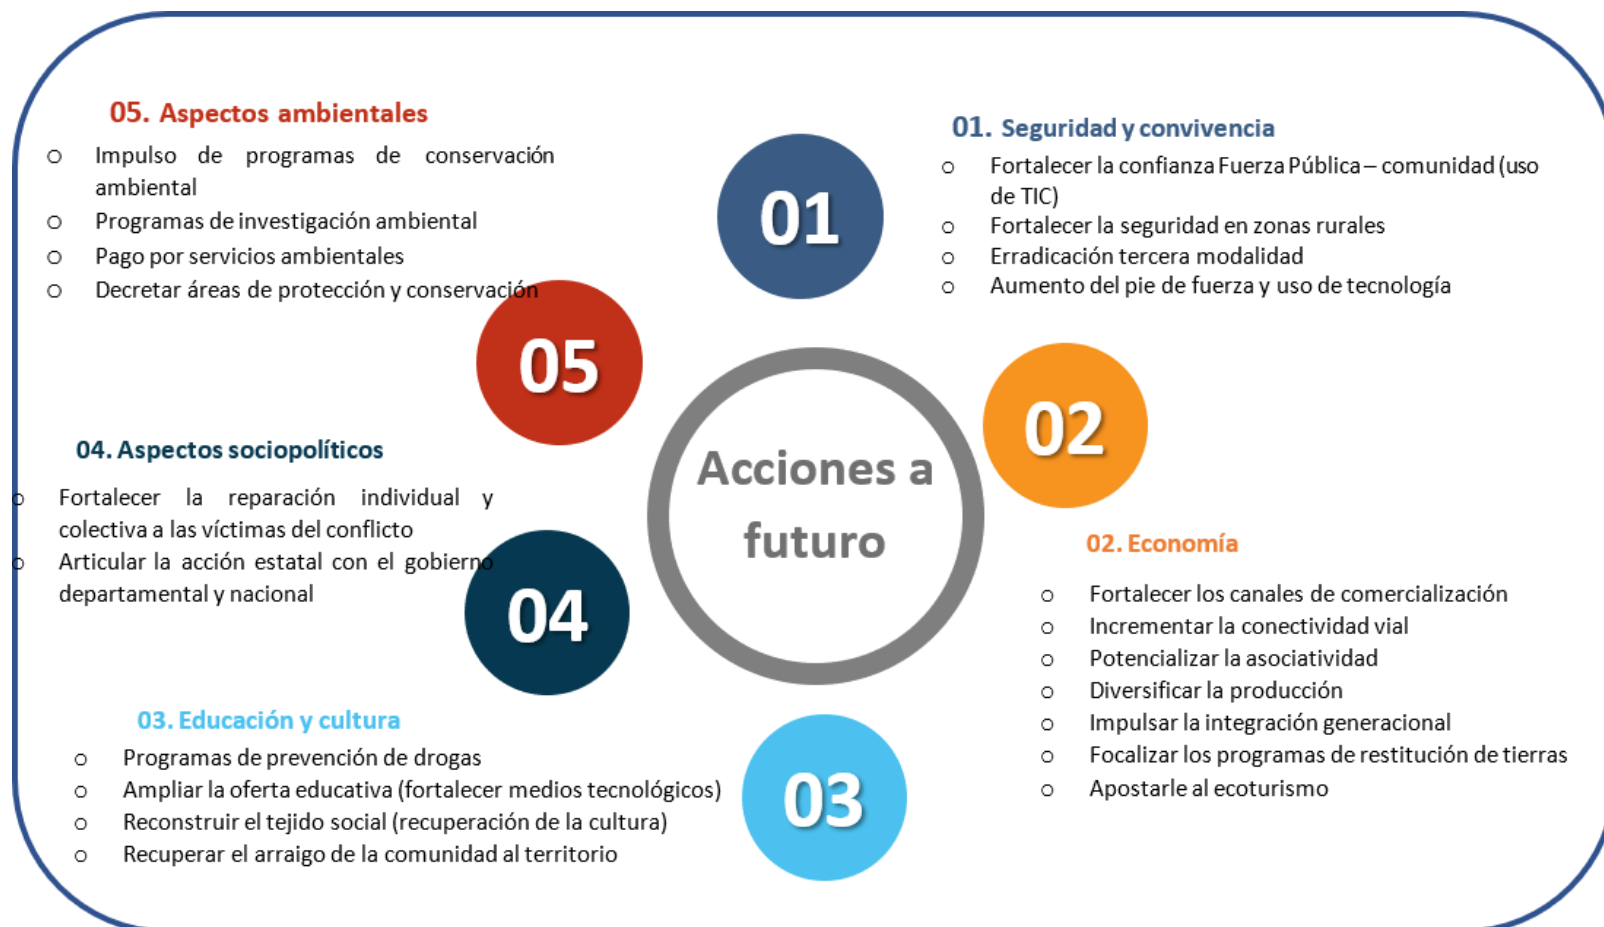 05. Aspectos ambientales
o Impulso de programas de conservación
ambiental
o Programas de investigación ambiental
o Pago por servicios ambientales
o Decretar áreas de protección y conservación
05
01
01. Seguridad y convivencia
o Fortalecer la confianza Fuerza Pública – comunidad (uso
de TIC)
o Fortalecer la seguridad en zonas rurales
o Erradicación tercera modalidad
o Aumento del pie de fuerza y uso de tecnología
02
02. Economía
o Fortalecer los canales de comercialización
o Incrementar la conectividad vial
o Potencializar la asociatividad
o Diversificar la producción
o Impulsar la integración generacional
o Focalizar los programas de restitución de tierras
o Apostarle al ecoturismo
Acciones a
futuro
04. Aspectos sociopolíticos
o Fortalecer la reparación individual y
colectiva a las víctimas del conflicto
o Articular la acción estatal con el gobierno
departamental y nacional
04
03. Educación y cultura
o Programas de prevención de drogas
o Ampliar la oferta educativa (fortalecer medios tecnológicos)
o Reconstruir el tejido social (recuperación de la cultura)
o Recuperar el arraigo de la comunidad al territorio
03